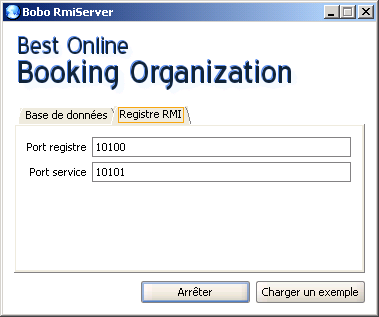 Bobo RmiServer
Best Online
Booking Organization
Base de données Registre RMI
Port registre 10100
Port service 10101
Arrêter Charger un exemple